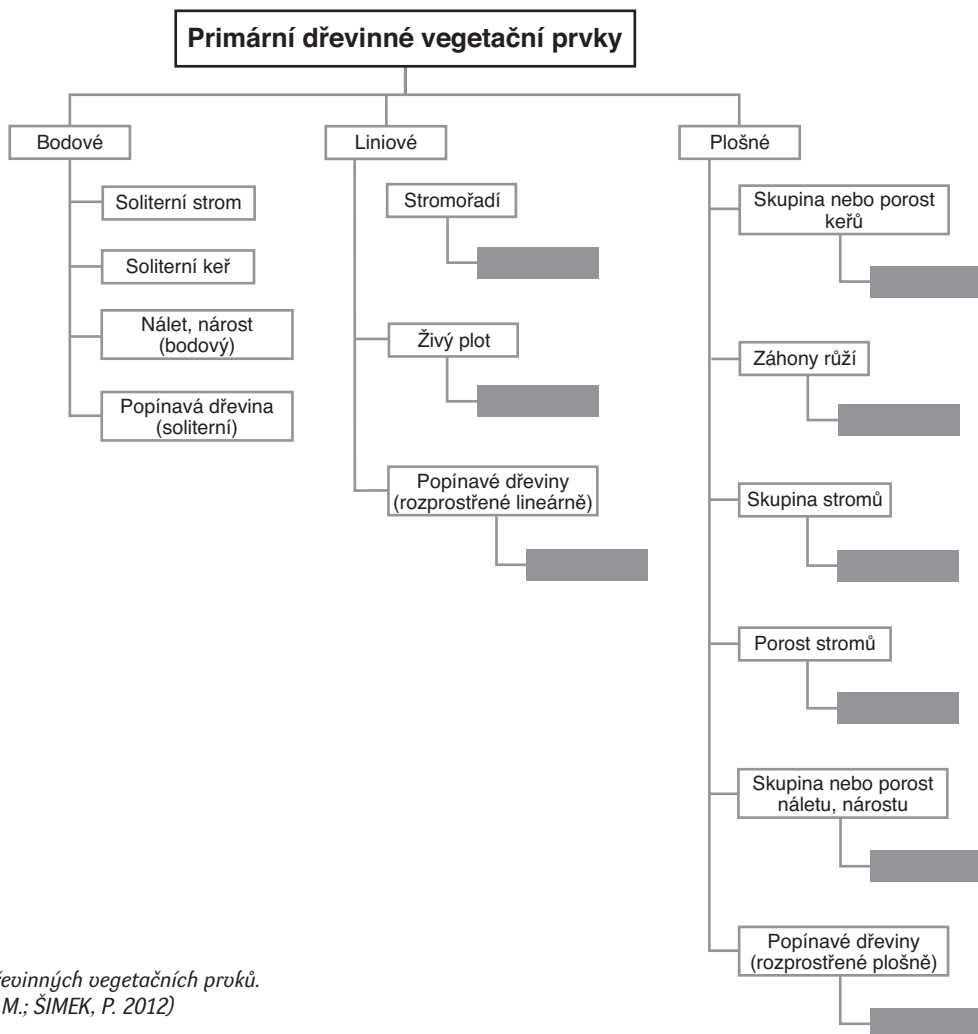 Primární dřevinné vegetační prvky
Bodové
Soliterní strom
Soliterní keř
Nálet, nárost
(bodový)
Popínavá dřevina
(soliterní)
Liniové
Stromořadí
Živý plot
Popínavé dřeviny
(rozprostřené lineárně)
Plošné
Skupina nebo porost
keřů
Záhony růží
Skupina stromů
Porost stromů
Skupina nebo porost
náletu, nárostu
Popínavé dřeviny
(rozprostřené plošně)
řevinných vegetačních prvků.
M.; ŠIMEK, P. 2012)